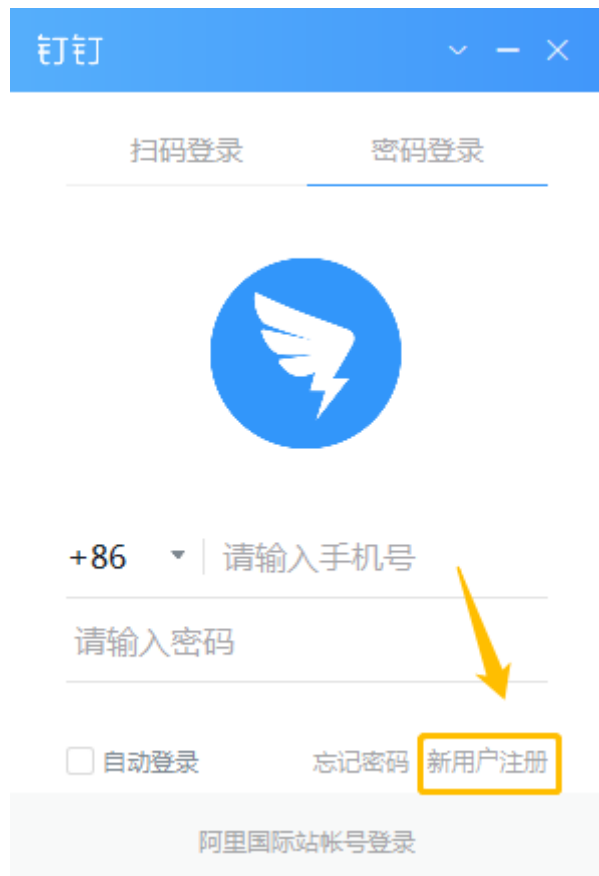 钉钉
扫码登录 密码登录
+86 请输入手机号
请输入密码
自动登录 忘记密码 新用户注册
阿里国际站帐号登录